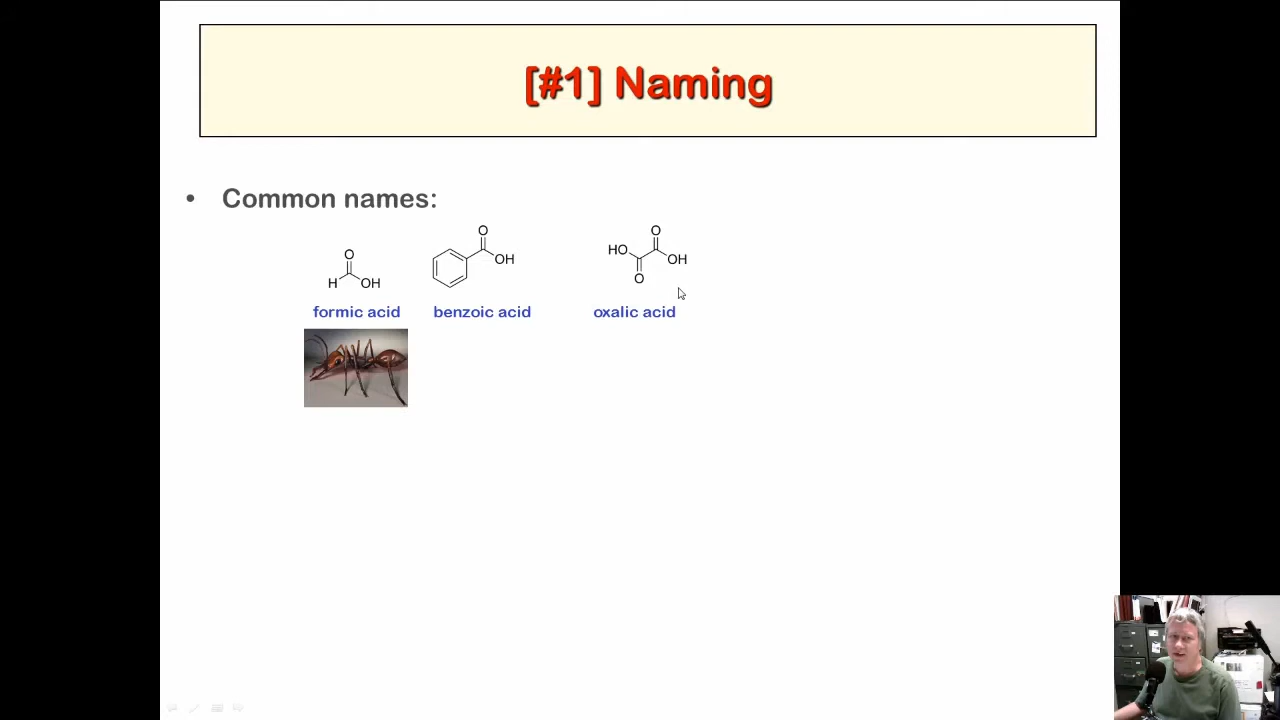 [#1] Naming
• Common names:
O
H OH
formic acid
O
OH
benzoic acid
O
HO
OH
O
oxalic acid